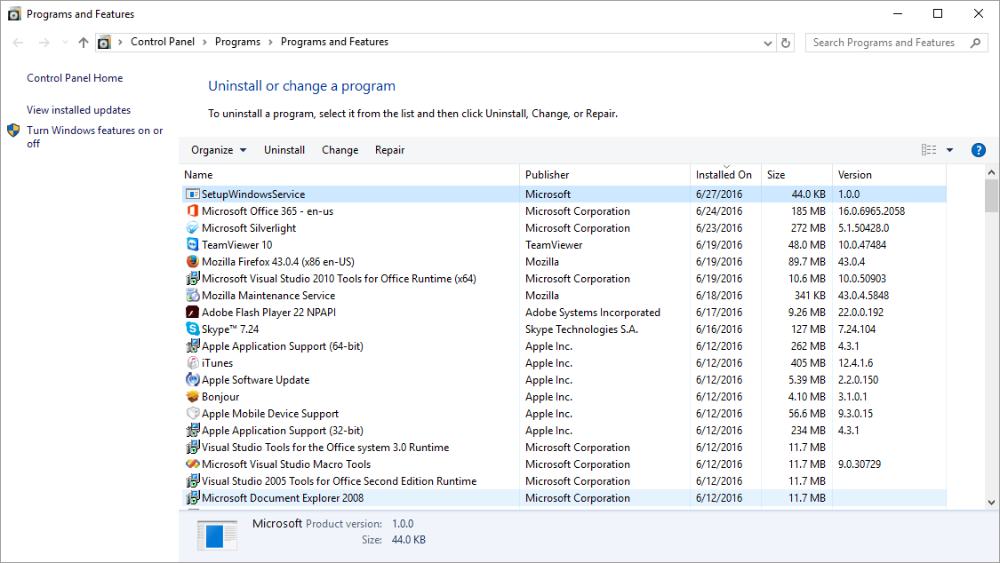 Programs and Features
Control Panel > Programs > Programs and Features
Search Programs and Features
Control Panel Home
View installed updates
Turn Windows features on or
off
Uninstall or change a program
To uninstall a program, select it from the list and then click Uninstall, Change, or Repair.
Organize Uninstall Change Repair
Name Publisher Installed On Size Version
SetupWindowsService Microsoft 6/27/2016 44.0 KB 1.0.0
Microsoft Office 365 - en-us Microsoft Corporation 6/24/2016 185 MB 16.0.6965.2058
Microsoft Silverlight Microsoft Corporation 6/23/2016 272 MB 5.1.50428.0
TeamViewer 10 TeamViewer 6/19/2016 48.0 MB 10.0.47484
Mozilla Firefox 43.0.4 (x86 en-US) Mozilla 6/19/2016 89.7 MB 43.0.4
Microsoft Visual Studio 2010 Tools for Office Runtime (x64) Microsoft Corporation 6/19/2016 10.6 MB 10.0.50903
Mozilla Maintenance Service Mozilla 6/18/2016 341 KB 43.0.4.5848
Adobe Flash Player 22 NPAPI Adobe Systems Incorporated 6/17/2016 9.26 MB 22.0.0.192
Skype™ 7.24 Skype Technologies S.A. 6/16/2016 127 MB 7.24.104
Apple Application Support (64-bit) Apple Inc. 6/12/2016 262 MB 4.3.1
iTunes Apple Inc. 6/12/2016 405 MB 12.4.1.6
Apple Software Update Apple Inc. 6/12/2016 5.39 MB 2.2.0.150
Bonjour Apple Inc. 6/12/2016 4.10 MB 3.1.0.1
Apple Mobile Device Support Apple Inc. 6/12/2016 56.6 MB 9.3.0.15
Apple Application Support (32-bit) Apple Inc. 6/12/2016 234 MB 4.3.1
Visual Studio Tools for the Office system 3.0 Runtime Microsoft Corporation 6/12/2016 11.7 MB
Microsoft Visual Studio Macro Tools Microsoft Corporation 6/12/2016 11.7 MB 9.0.30729
Visual Studio 2005 Tools for Office Second Edition Runtime Microsoft Corporation 6/12/2016 11.7 MB
Microsoft Document Explorer 2008 Microsoft Corporation 6/12/2016 11.7 MB
Microsoft Product version: 1.0.0
Size: 44.0 KB